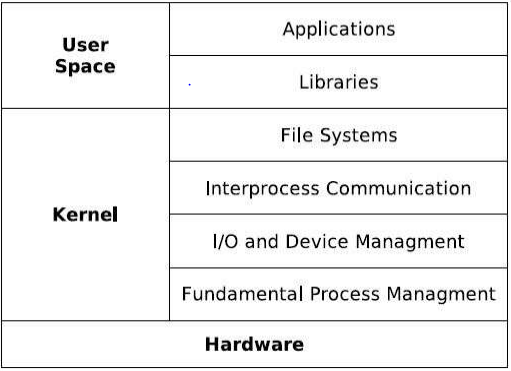 User
Space
Applications
Libraries
Kernel
File Systems
Interprocess Communication
I/O and Device Managment
Fundamental Process Managment
Hardware